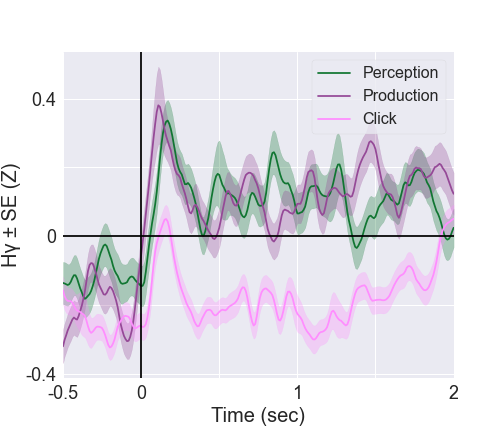 Perception
Production
Click
Hγ ± SE (Z)
0.4
0
-0.4
-0.5
0
1
2
Time (sec)